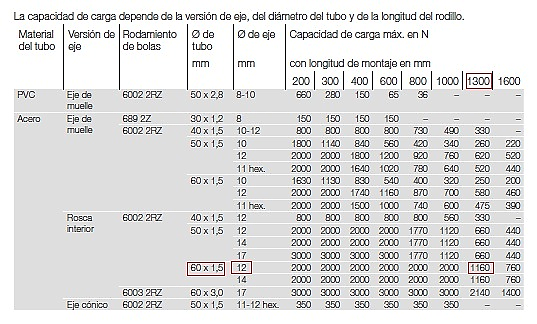 La capacidad de carga depende de la versión de eje, del diámetro del tubo y de la longitud del rodillo.
Material del tubo Versión de eje Rodamiento de bolas Ø de tubo mm Ø de eje mm Capacidad de carga máx. en N
con longitud de montaje en mm
200 300 400 600 800 1000 1300 1600
PVC Eje de muelle 6002 2RZ 50 x 2,8 8-10 660 280 150 65 36 – – –
Acero Eje de muelle 689 2Z 30 x 1,2 8 150 150 150 150 – – – –
6002 2RZ 40 x 1,5 10-12 800 800 800 800 730 490 330 –
50 x 1,5 10 1800 1140 840 560 420 340 260 220
12 2000 2000 1800 1200 920 760 620 520
11 hex. 2000 2000 1640 1020 780 640 520 440
60 x 1,5 10 1630 1130 830 540 400 320 250 200
12 2000 2000 1740 1160 870 700 580 460
11 hex. 2000 2000 1500 1000 740 600 475 390
Rosca interior 6002 2RZ 40 x 1,5 12 800 800 800 800 800 560 330 –
50 x 1,5 12 2000 2000 2000 2000 1770 1120 660 440
14 2000 2000 2000 2000 1770 1120 660 440
17 3000 3000 3000 3000 1770 1120 660 440
60 x 1,5 12 2000 2000 2000 2000 2000 2000 1160 760
14 2000 2000 2000 2000 2000 2000 1160 760
6003 2RZ 60 x 3,0 17 3000 3000 3000 3000 3000 3000 2140 1400
Eje cónico 6002 2RZ 50 x 1,5 11-12 hex. 350 350 350 350 350 350 – –